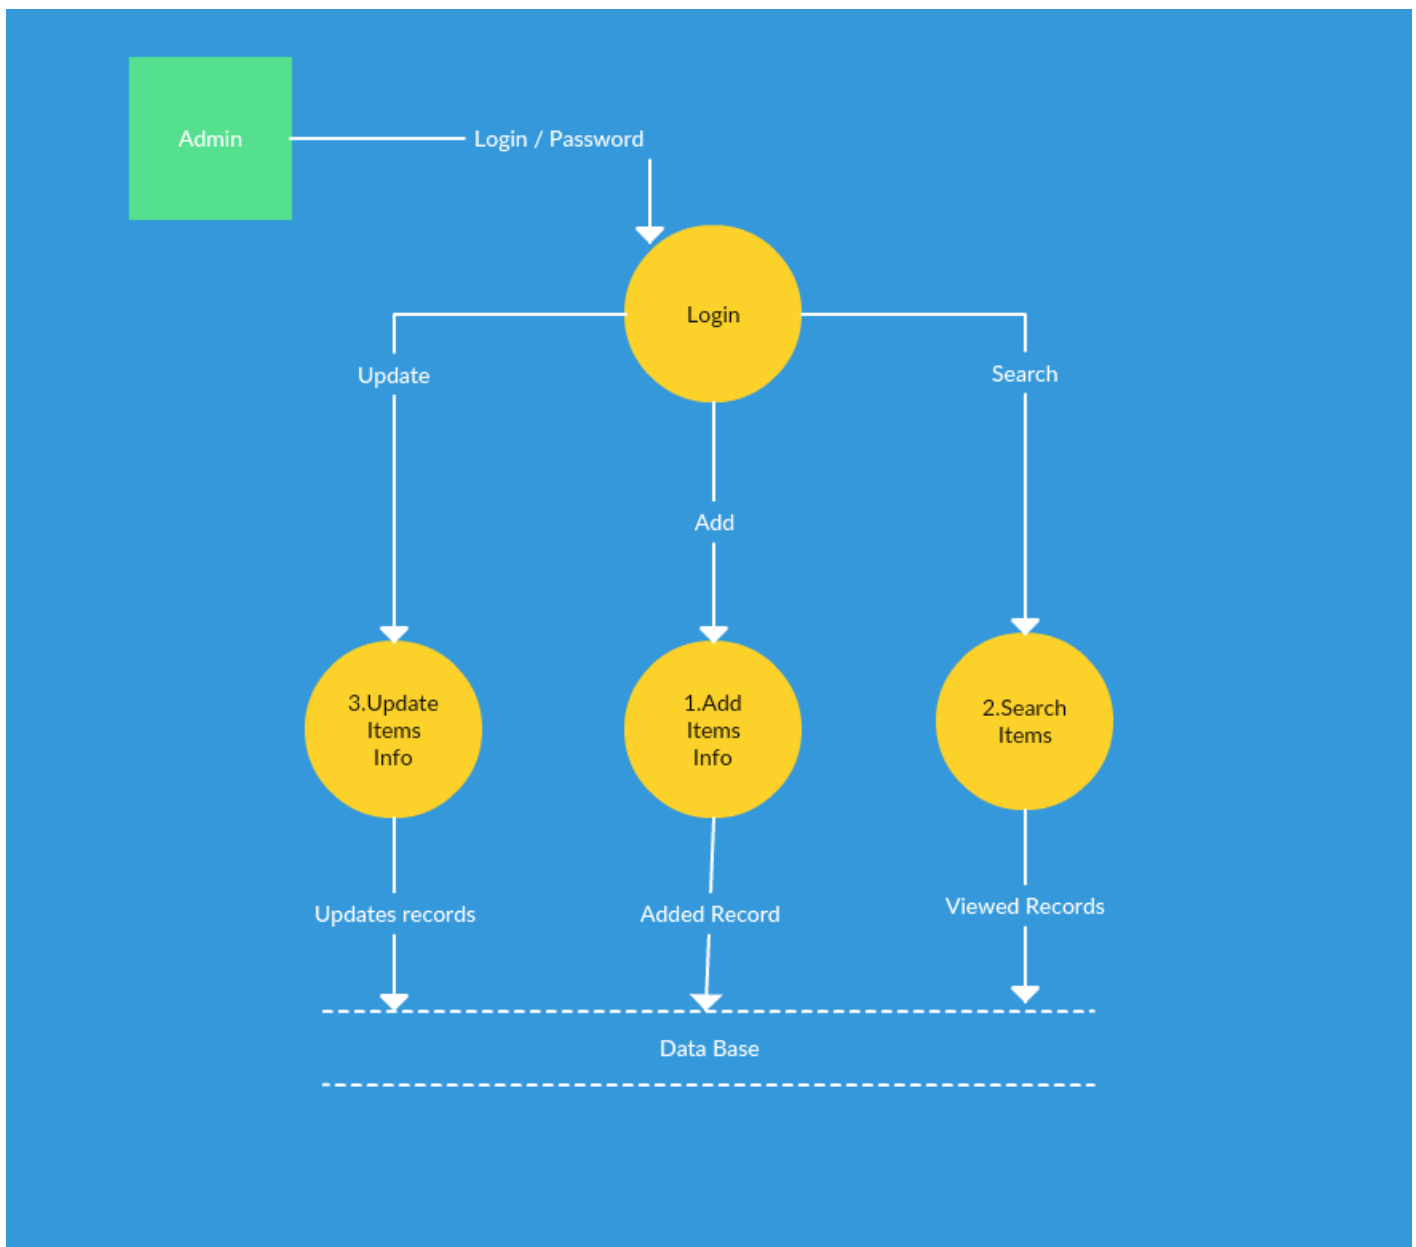 Admin
Login / Password
Login
Update
Search
Add
3.Update
Items
Info
1.Add
Items
Info
2.Search
Items
Updates records
Added Record
Viewed Records
Data Base